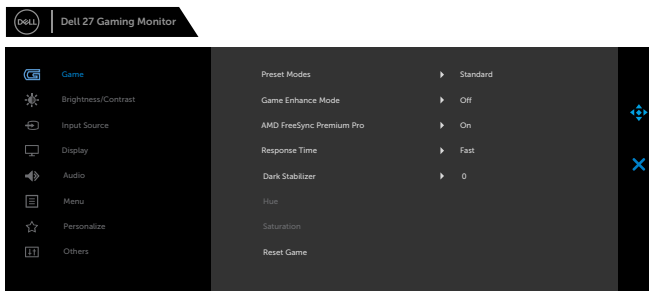 DELL
Dell 27 Gaming Monitor
Game
Preset Modes Standard
Brightness/Contrast
Game Enhance Mode Off
Input Source
AMD FreeSync Premium Pro On
Display
Response Time Fast
Audio
Dark Stabilizer 0
Menu
Hue
Personalize
Saturation
Others
Reset Game